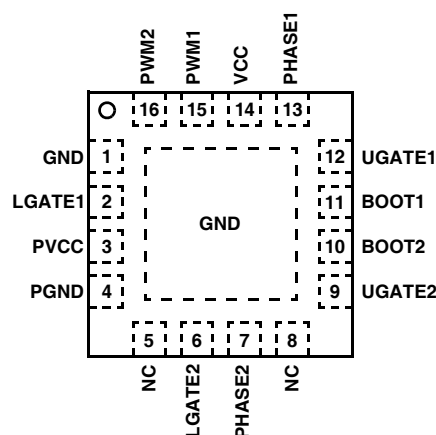 PWM2
PWM1
VCC
PHASE1
16
15
14
13
GND
1
12
UGATE1
LGATE1
2
11
BOOT1
GND
PVCC
3
10
BOOT2
PGND
4
9
UGATE2
5
6
7
8
NC
LGATE2
PHASE2
NC